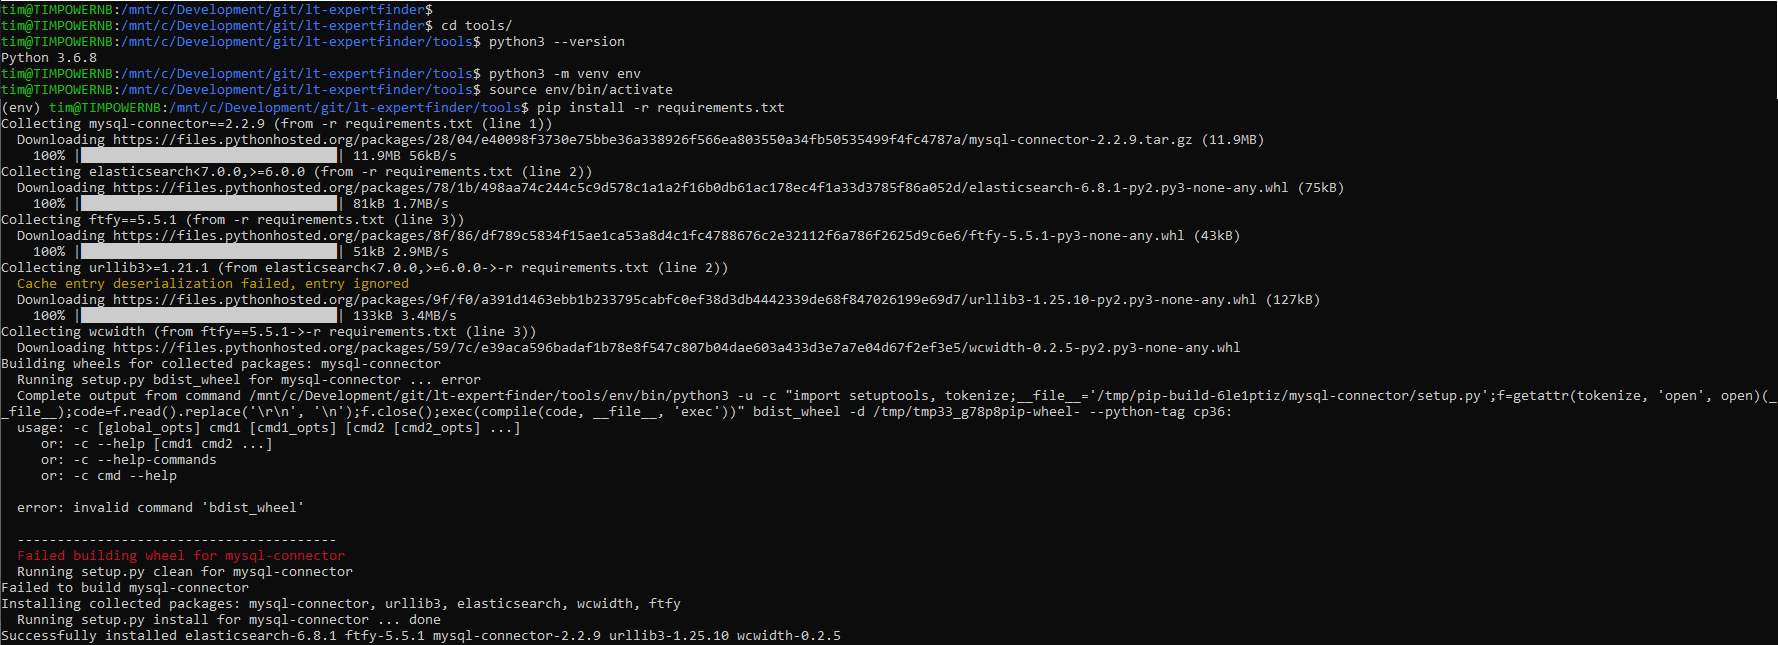 tim@TIMPOWERNB:/mnt/c/Development/git/lt-expertfinder$
tim@TIMPOWERNB:/mnt/c/Development/git/lt-expertfinder$ cd tools/
tim@TIMPOWERNB:/mnt/c/Development/git/lt-expertfinder/tools$ python3 --version
Python 3.6.8
tim@TIMPOWERNB:/mnt/c/Development/git/lt-expertfinder/tools$ python3 -m venv env
tim@TIMPOWERNB:/mnt/c/Development/git/lt-expertfinder/tools$ source env/bin/activate
(env) tim@TIMPOWERNB:/mnt/c/Development/git/lt-expertfinder/tools$ pip install -r requirements.txt
Collecting mysql-connector==2.2.9 (from -r requirements.txt (line 1))
  Downloading https://files.pythonhosted.org/packages/28/04/e40098f3730e75bbe36a338926f566ea803550a34fb50535499f4fc4787a/mysql-connector-2.2.9.tar.gz (11.9MB)
    100% |████████████████████████████████| 11.9MB 56kB/s
Collecting elasticsearch<7.0.0,>=6.0.0 (from -r requirements.txt (line 2))
  Downloading https://files.pythonhosted.org/packages/78/1b/498aa74c244c5c9d578c1a1a2f16b0db61ac178ec4f1a33d3785f86a052d/elasticsearch-6.8.1-py2.py3-none-any.whl (75kB)
    100% |████████████████████████████████| 81kB 1.7MB/s
Collecting ftfy==5.5.1 (from -r requirements.txt (line 3))
  Downloading https://files.pythonhosted.org/packages/8f/86/df789c5834f15ae1ca53a8d4c1fc4788676c2e32112f6a786f2625d9c6e6/ftfy-5.5.1-py3-none-any.whl (43kB)
    100% |████████████████████████████████| 51kB 2.9MB/s
Collecting urllib3>=1.21.1 (from elasticsearch<7.0.0,>=6.0.0->-r requirements.txt (line 2))
  Cache entry deserialization failed, entry ignored
  Downloading https://files.pythonhosted.org/packages/9f/f0/a391d1463ebb1b233795cabfc0ef38d3db4442339de68f847026199e69d7/urllib3-1.25.10-py2.py3-none-any.whl (127kB)
    100% |████████████████████████████████| 133kB 3.4MB/s
Collecting wcwidth (from ftfy==5.5.1->-r requirements.txt (line 3))
  Downloading https://files.pythonhosted.org/packages/59/7c/e39aca596badaf1b78e8f547c807b04dae603a433d3e7a7e04d67f2ef3e5/wcwidth-0.2.5-py2.py3-none-any.whl
Building wheels for collected packages: mysql-connector
  Running setup.py bdist_wheel for mysql-connector ... error
  Complete output from command /mnt/c/Development/git/lt-expertfinder/tools/env/bin/python3 -u -c "import setuptools, tokenize;__file__='/tmp/pip-build-6le1ptiz/mysql-connector/setup.py';f=getattr(tokenize, 'open', open)(_
_file__);code=f.read().replace('\r\n', '\n');f.close();exec(compile(code, __file__, 'exec'))" bdist_wheel -d /tmp/tmp33_g78p8pip-wheel- --python-tag cp36:
  usage: -c [global_opts] cmd1 [cmd1_opts] [cmd2 [cmd2_opts] ...]
     or: -c --help [cmd1 cmd2 ...]
     or: -c --help-commands
     or: -c cmd --help
  error: invalid command 'bdist_wheel'
  ----------------------------------------
  Failed building wheel for mysql-connector
  Running setup.py clean for mysql-connector
Failed to build mysql-connector
Installing collected packages: mysql-connector, urllib3, elasticsearch, wcwidth, ftfy
  Running setup.py install for mysql-connector ... done
Successfully installed elasticsearch-6.8.1 ftfy-5.5.1 mysql-connector-2.2.9 urllib3-1.25.10 wcwidth-0.2.5